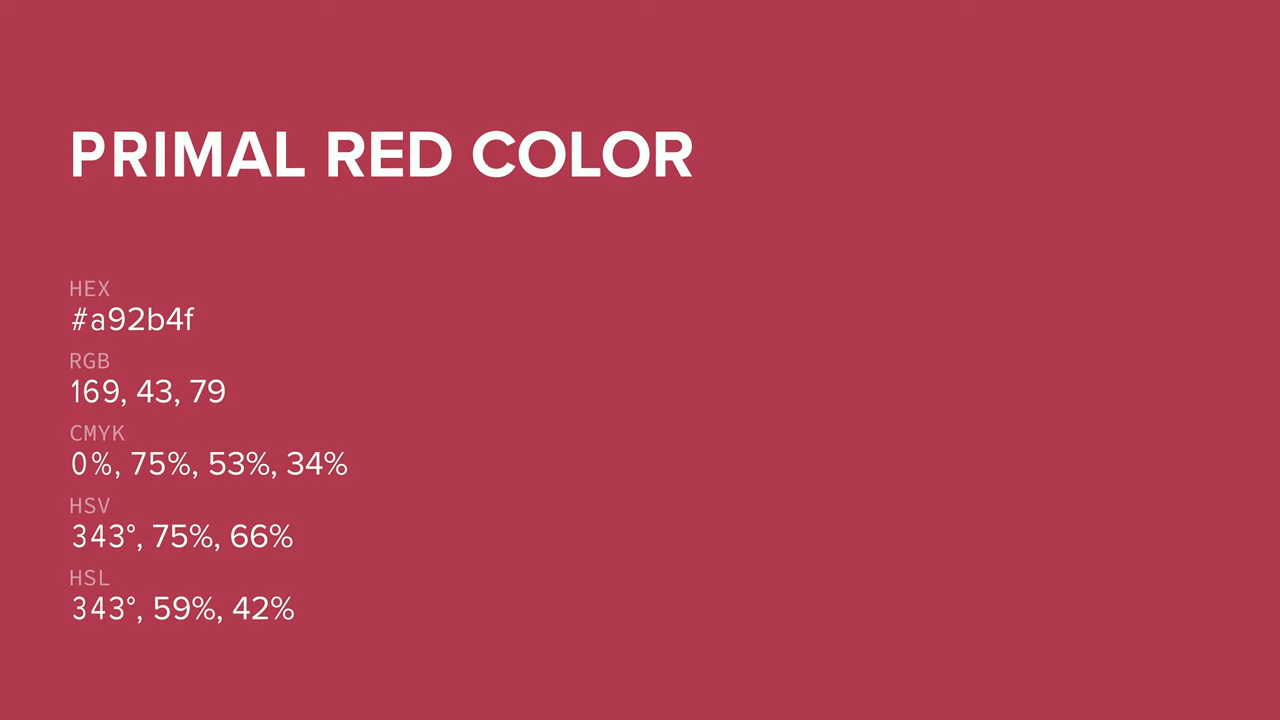 PRIMAL RED COLOR
HEX
#a92b4f
RGB
169, 43, 79
CMYK
0%, 75%, 53%, 34%
HSV
343°, 75%, 66%
HSL
343°, 59%, 42%